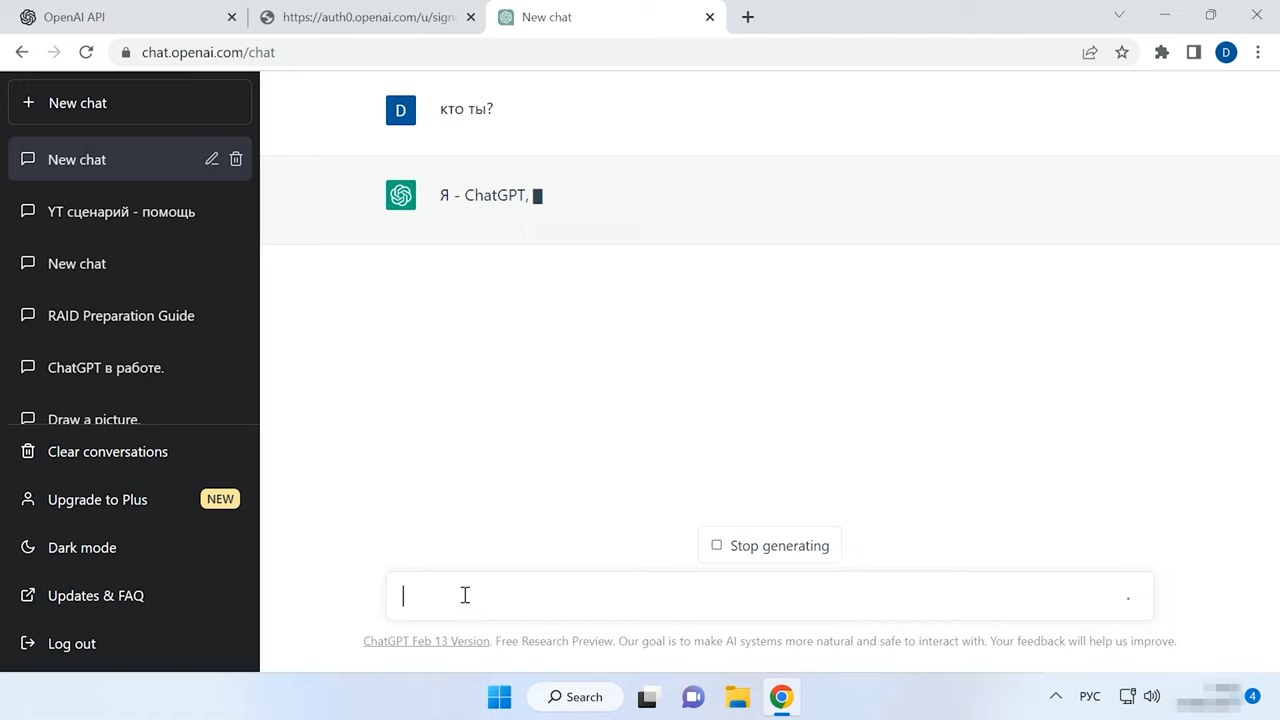 OpenAI API
https://auth0.openai.com/u/sign
New chat
chat.openai.com/chat
D
New chat
New chat
YT сценарий - помощь
New chat
RAID Preparation Guide
ChatGPT в работе.
Draw a picture.
Clear conversations
Upgrade to Plus NEW
Dark mode
Updates & FAQ
Log out
D
кто ты?
Я - ChatGPT,
Stop generating
ChatGPT Feb 13 Version. Free Research Preview. Our goal is to make AI systems more natural and safe to interact with. Your feedback will help us improve.
Search
РУС
4